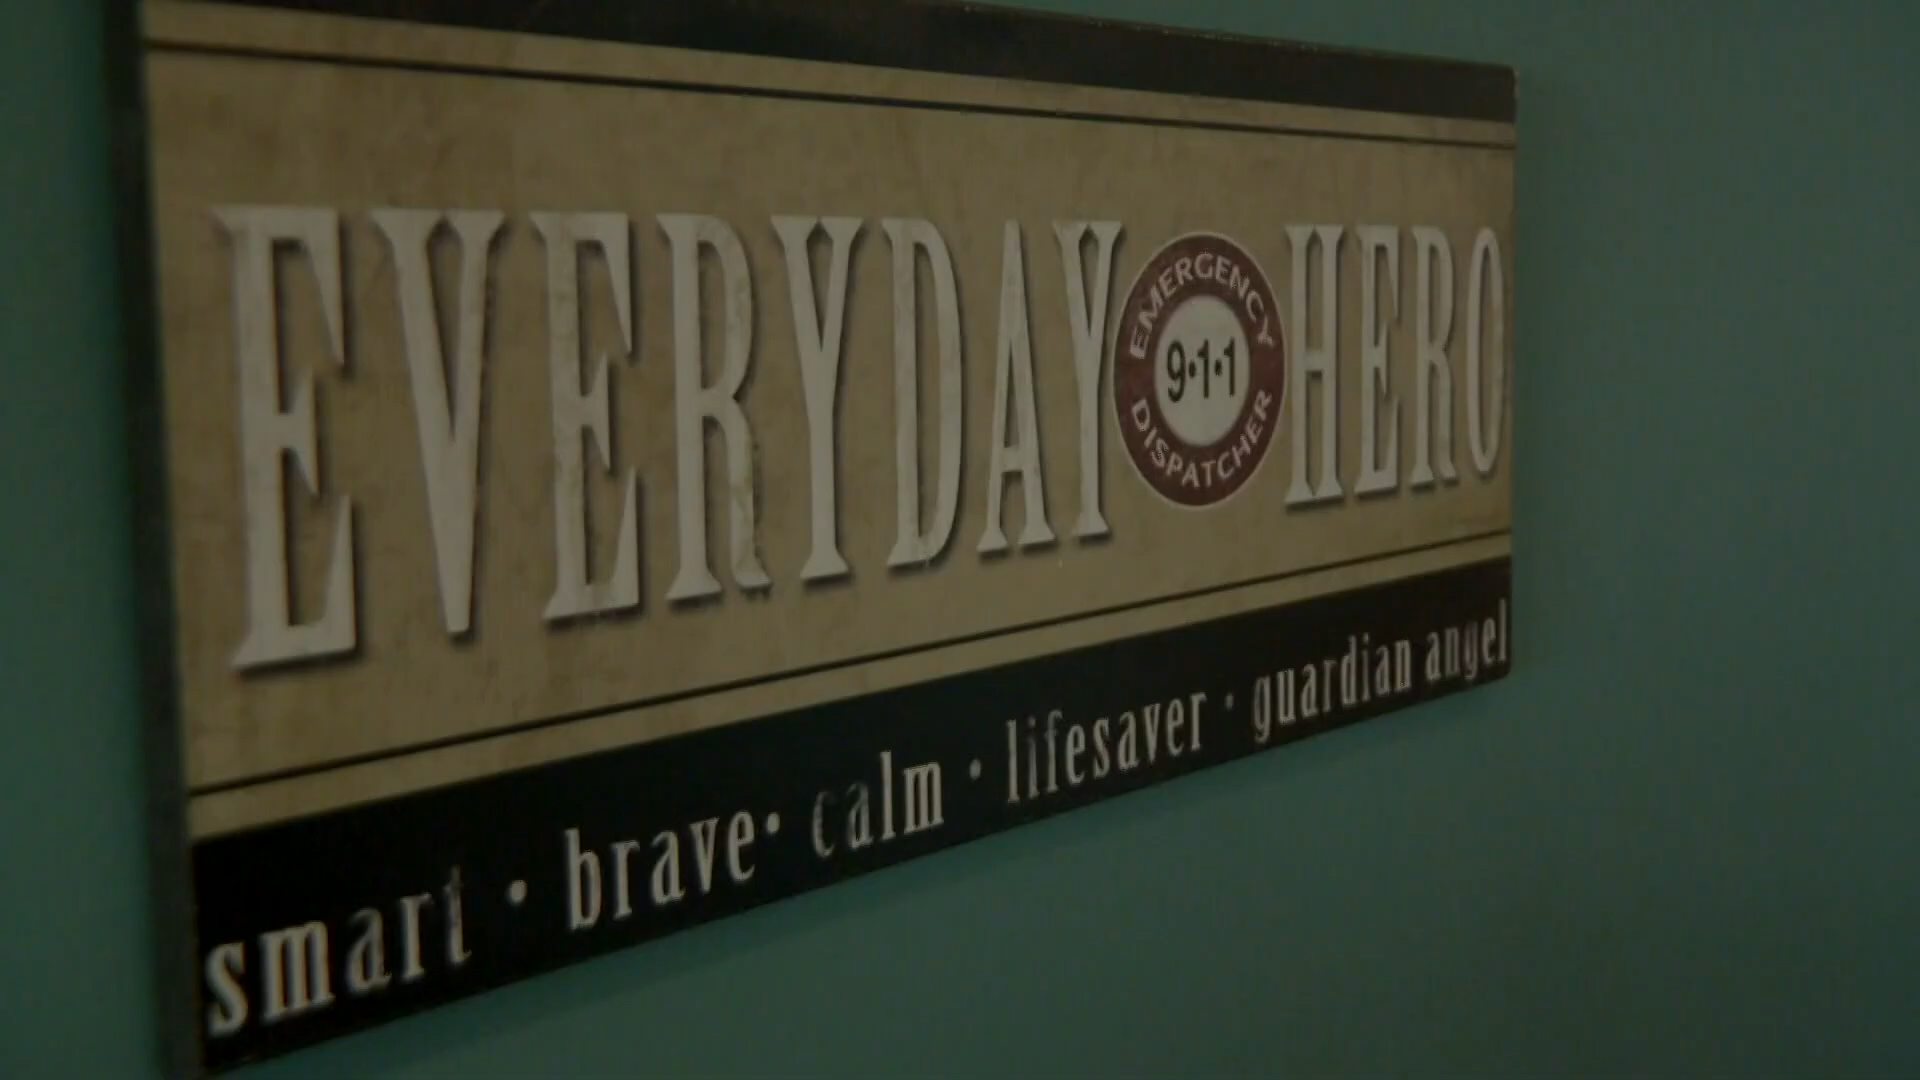 EVERYDAY HERO
EMERGENCY
9·1·1
DISPATCHER
smart · brave · calm · lifesaver · guardian angel